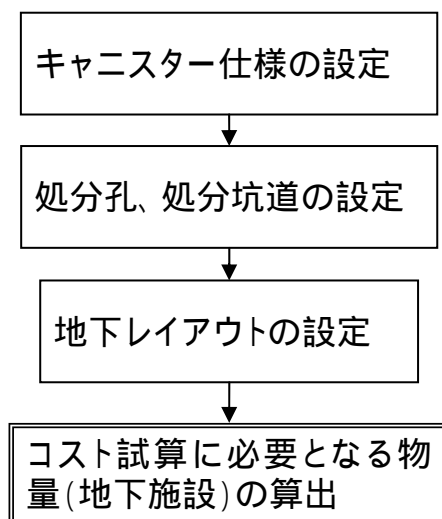 キャニスター仕様の設定
処分孔、処分坑道の設定
地下レイアウトの設定
コスト試算に必要となる物
量(地下施設)の算出